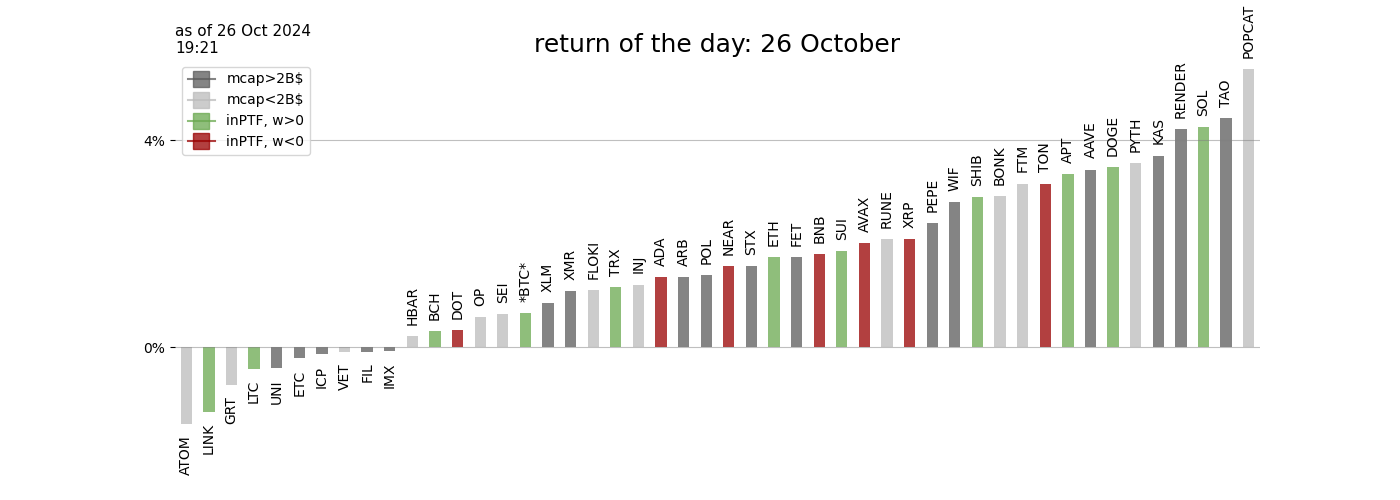 as of 26 Oct 2024
19:21
return of the day: 26 October
mcap>2B$
mcap<2B$
inPTF, w>0
inPTF, w<0
4%
0%
ATOM
LINK
GRT
LTC
UNI
ETC
ICP
VET
FIL
IMX
HBAR
BCH
DOT
OP
SEI
*BTC*
XLM
XMR
FLOKI
TRX
INJ
ADA
ARB
POL
NEAR
STX
ETH
FET
BNB
SUI
AVAX
RUNE
XRP
PEPE
WIF
SHIB
BONK
FTM
TON
APT
AAVE
DOGE
PYTH
KAS
RENDER
SOL
TAO
POPCAT